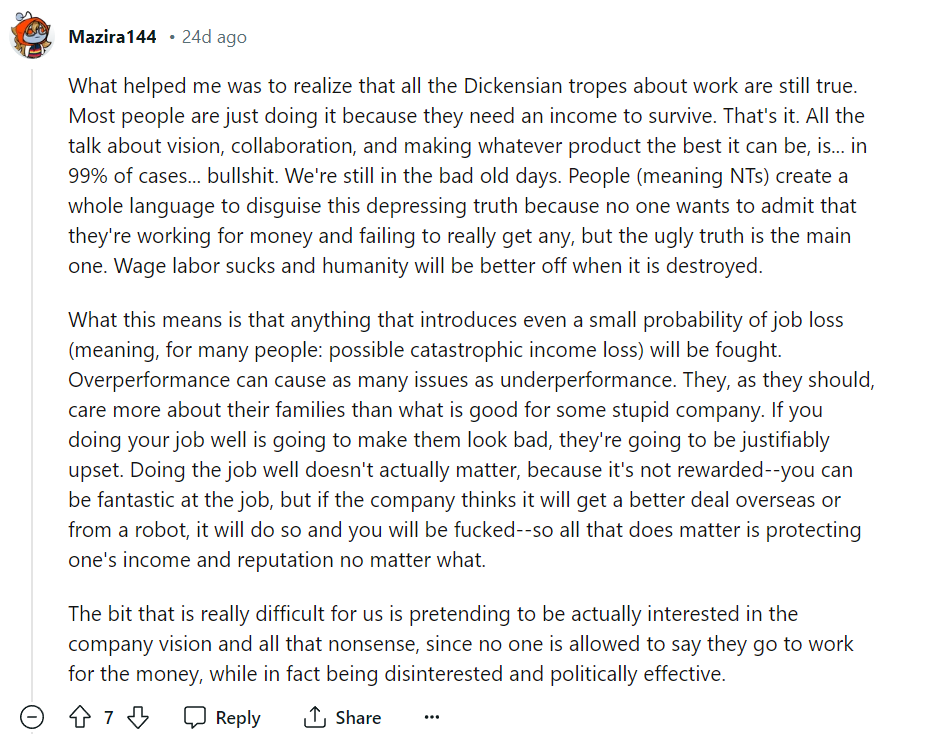 Mazira144 • 24d ago
What helped me was to realize that all the Dickensian tropes about work are still true.
Most people are just doing it because they need an income to survive. That's it. All the
talk about vision, collaboration, and making whatever product the best it can be, is... in
99% of cases... bullshit. We're still in the bad old days. People (meaning NTs) create a
whole language to disguise this depressing truth because no one wants to admit that
they're working for money and failing to really get any, but the ugly truth is the main
one. Wage labor sucks and humanity will be better off when it is destroyed.
What this means is that anything that introduces even a small probability of job loss
(meaning, for many people: possible catastrophic income loss) will be fought.
Overperformance can cause as many issues as underperformance. They, as they should,
care more about their families than what is good for some stupid company. If you
doing your job well is going to make them look bad, they're going to be justifiably
upset. Doing the job well doesn't actually matter, because it's not rewarded--you can
be fantastic at the job, but if the company thinks it will get a better deal overseas or
from a robot, it will do so and you will be fucked--so all that does matter is protecting
one's income and reputation no matter what.
The bit that is really difficult for us is pretending to be actually interested in the
company vision and all that nonsense, since no one is allowed to say they go to work
for the money, while in fact being disinterested and politically effective.
7 Reply Share ...